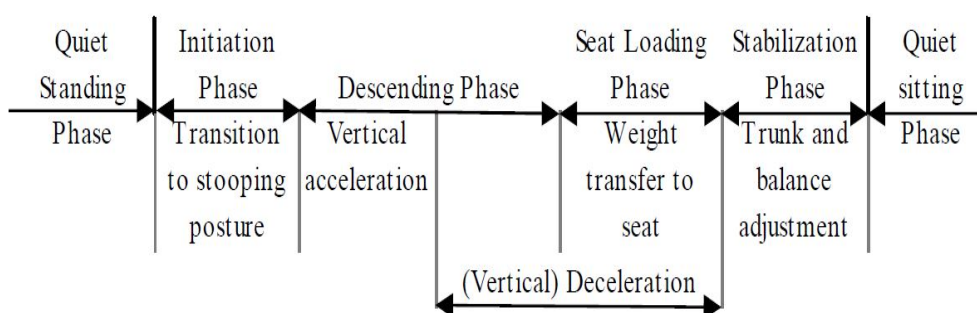 Quiet
Standing
Phase
Initiation
Phase
Transition
to stooping
posture
Descending Phase
Vertical
acceleration
Seat Loading
Phase
Weight
transfer to
seat
Stabilization
Phase
Trunk and
balance
adjustment
Quiet
sitting
Phase
(Vertical) Deceleration